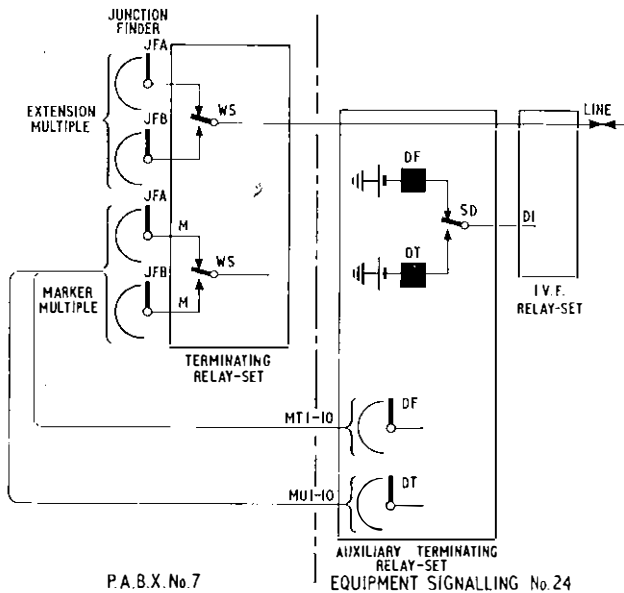 JUNCTION
FINDER
JFA
EXTENSION
MULTIPLE
WS
JFB
LINE
JFA
M
WS
MARKER
MULTIPLE
JFB
M
TERMINATING
RELAY-SET
DF
SD
DI
DT
I.V.F.
RELAY-SET
MT1-10
DF
MU1-10
DT
AUXILIARY TERMINATING
RELAY-SET
P.A.B.X. No.7
EQUIPMENT SIGNALLING No. 24